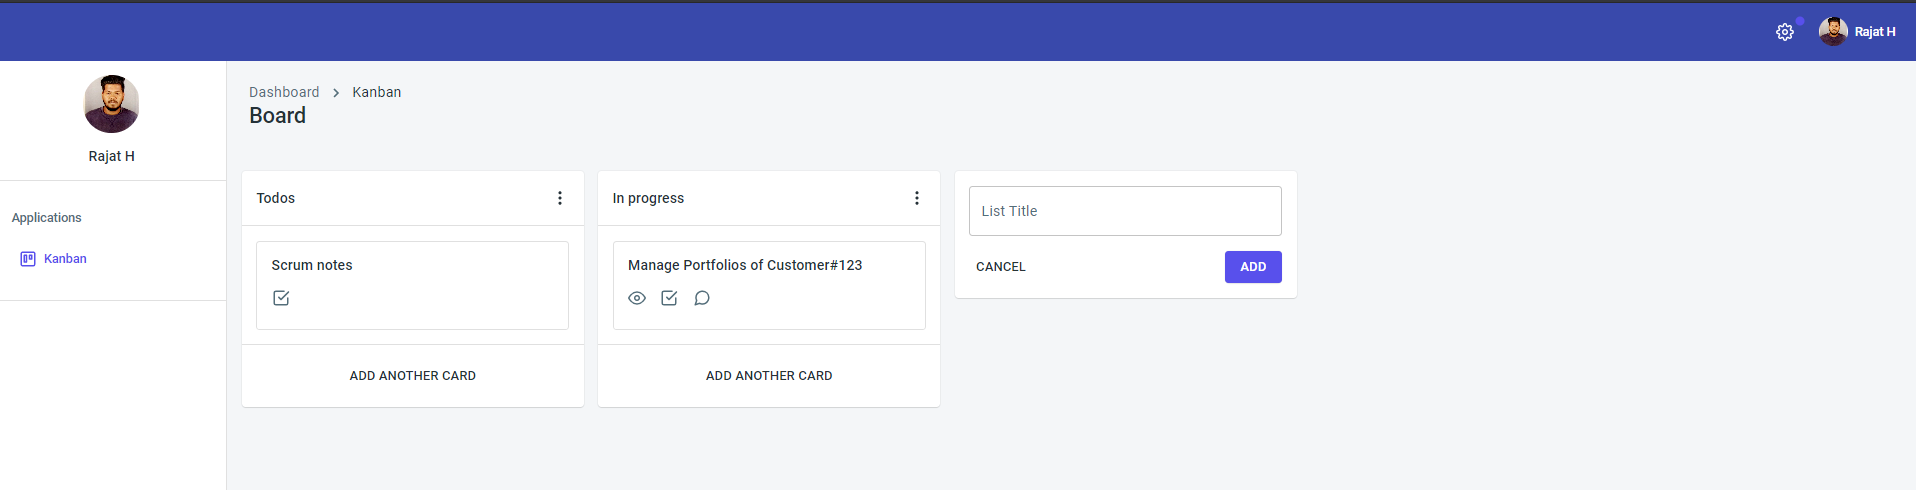 Rajat H
Rajat H
Applications
Kanban
Dashboard > Kanban
Board
Todos
Scrum notes
ADD ANOTHER CARD
In progress
Manage Portfolios of Customer#123
ADD ANOTHER CARD
List Title
CANCEL
ADD